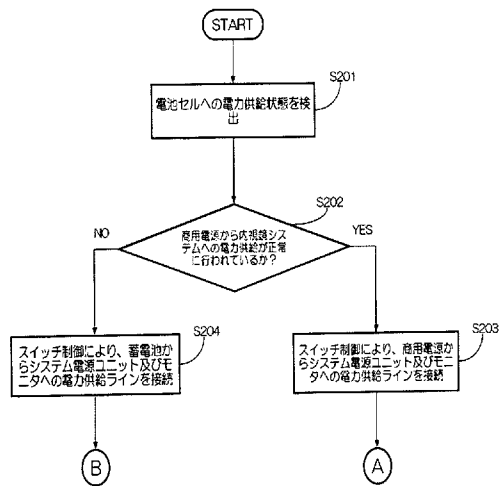 START
S201
電池セルへの電力供給状態を検
出
S202
NO
YES
商用電源から内視鏡シス
テムへの電力供給が正常
に行われているか？
S204
スイッチ制御により、蓄電池か
らシステム電源ユニット及びモ
ニタへの電力供給ラインを接続
S203
スイッチ制御により、商用電源か
らシステム電源ユニット及びモニ
タへの電力供給ラインを接続
B
A